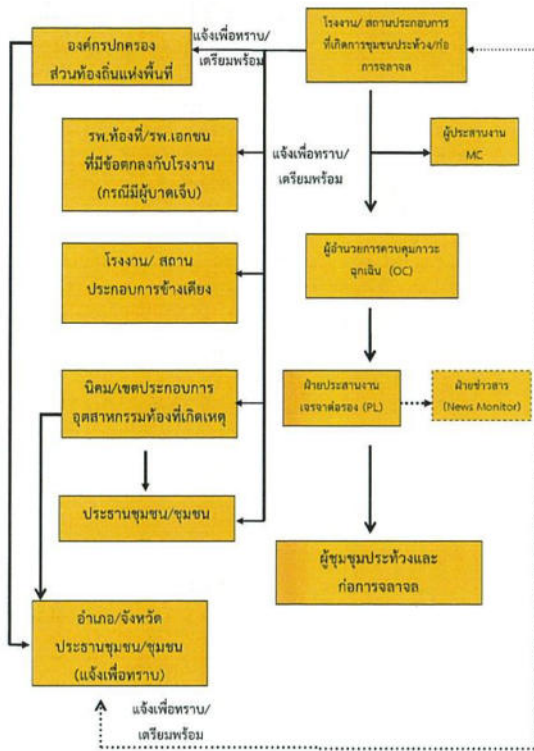 องค์กรปกครอง
ส่วนท้องถิ่นแห่งพื้นที่
แจ้งเพื่อทราบ/
เตรียมพร้อม
โรงงาน/ สถานประกอบการ
ที่เกิดการชุมชนประท้วง/ก่อ
การจลาจล
รพ.ท้องที่/รพ.เอกชน
ที่มีข้อตกลงกับโรงงาน
(กรณีมีผู้บาดเจ็บ)
แจ้งเพื่อทราบ/
เตรียมพร้อม
ผู้ประสานงาน
MC
โรงงาน/ สถาน
ประกอบการข้างเคียง
ผู้อำนวยการควบคุมภาวะ
ฉุกเฉิน (OC)
นิคม/เขตประกอบการ
อุตสาหกรรมท้องที่เกิดเหตุ
ฝ่ายประสานงาน
เจรจาต่อรอง (PL)
ฝ่ายข่าวสาร
(News Monitor)
ประธานชุมชน/ชุมชน
ผู้ชุมชุมประท้วงและ
ก่อการจลาจล
อำเภอ/จังหวัด
ประธานชุมชน/ชุมชน
(แจ้งเพื่อทราบ)
แจ้งเพื่อทราบ/
เตรียมพร้อม